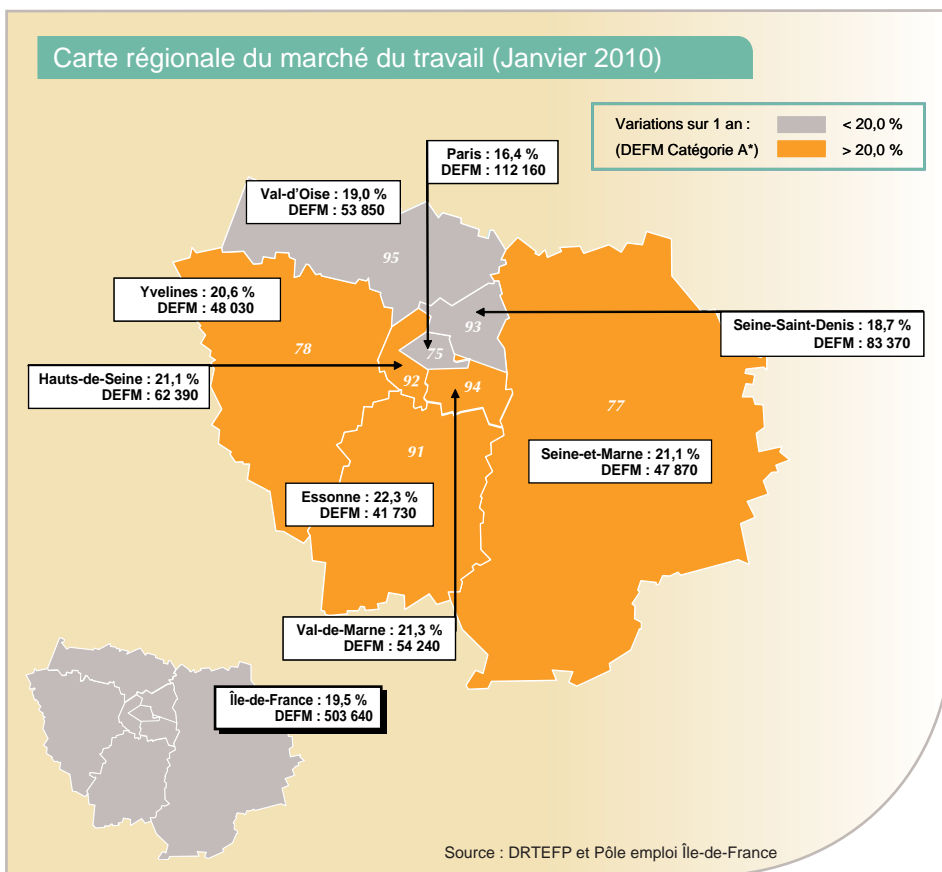 Carte régionale du marché du travail (Janvier 2010)
Variations sur 1 an :
< 20,0 %
(DEFM Catégorie A*)
> 20,0 %
Paris : 16,4 %
DEFM : 112 160
Val-d'Oise : 19,0 %
DEFM : 53 850
95
Yvelines : 20,6 %
DEFM : 48 030
93
Seine-Saint-Denis : 18,7 %
DEFM : 83 370
78
75
Hauts-de-Seine : 21,1 %
DEFM : 62 390
92
94
77
91
Seine-et-Marne : 21,1 %
DEFM : 47 870
Essonne : 22,3 %
DEFM : 41 730
Val-de-Marne : 21,3 %
DEFM : 54 240
Île-de-France : 19,5 %
DEFM : 503 640
Source : DRTEFP et Pôle emploi Île-de-France